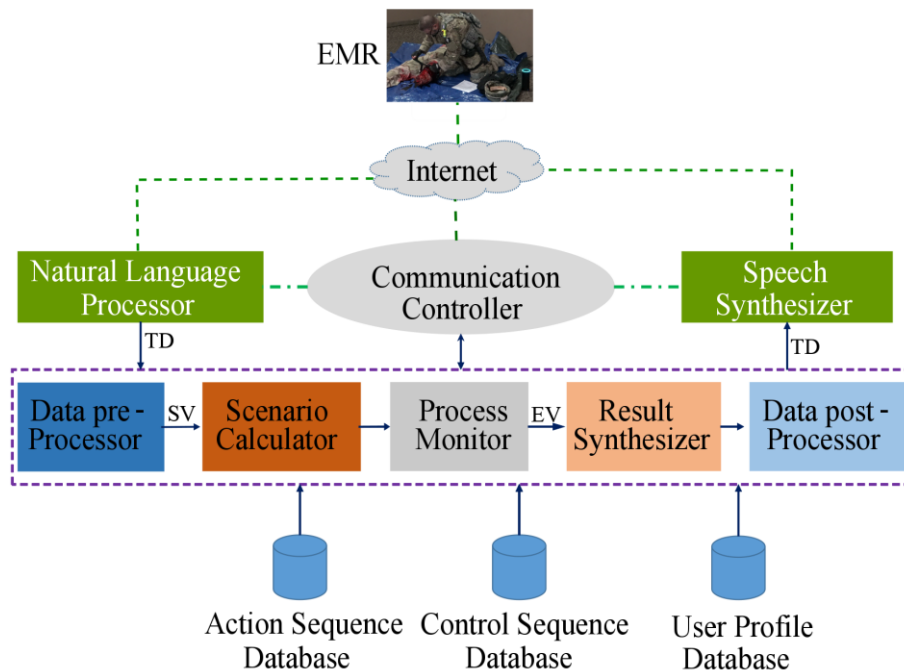 EMR
Internet
Natural Language
Processor
Communication
Controller
Speech
Synthesizer
TD
TD
Data pre-
Processor
SV
Scenario
Calculator
Process
Monitor
EV
Result
Synthesizer
Data post-
Processor
Action Sequence
Database
Control Sequence
Database
User Profile
Database